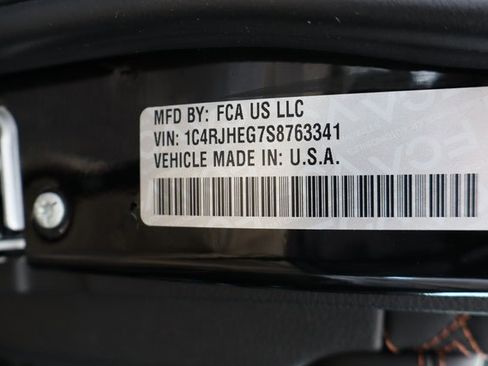 MFD BY: FCA US LLC
VIN: 1C4RJHEG7S8763341
VEHICLE MADE IN: U.S.A.